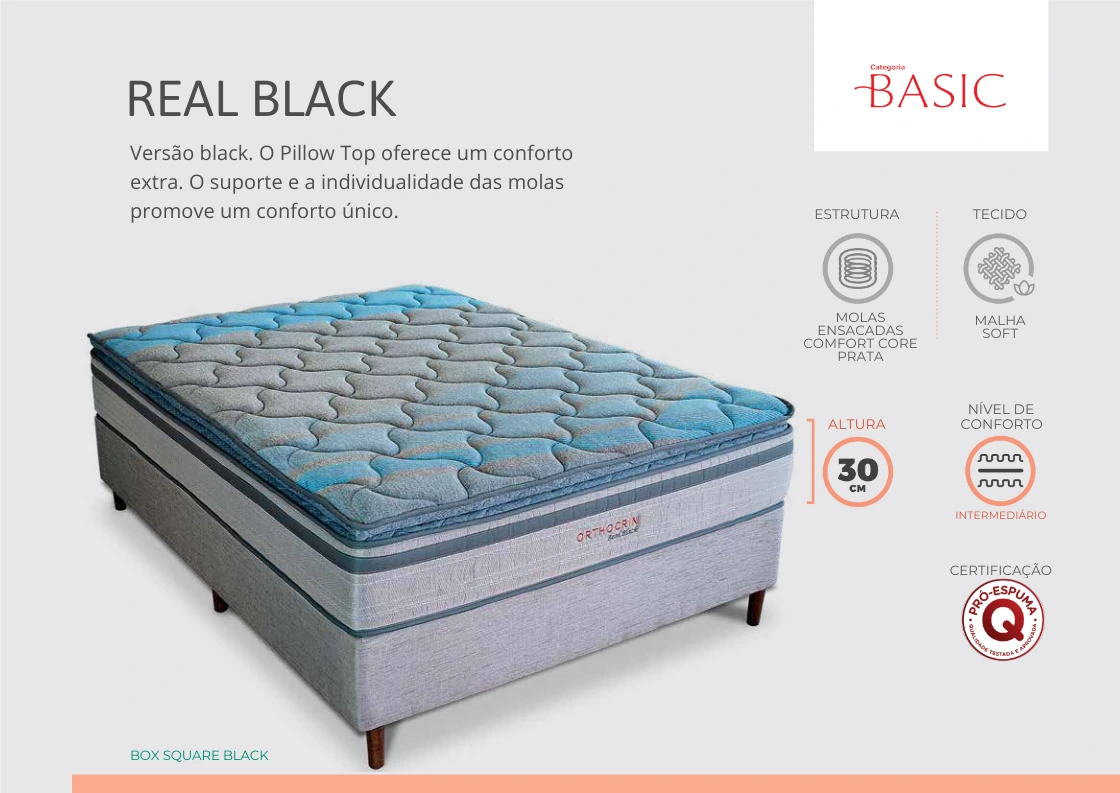 Categoria
BASIC
REAL BLACK
Versão black. O Pillow Top oferece um conforto
extra. O suporte e a individualidade das molas
promove um conforto único.
ESTRUTURA
MOLAS
ENSACADAS
COMFORT CORE
PRATA
TECIDO
MALHA
SOFT
ALTURA
30
CM
NÍVEL DE
CONFORTO
INTERMEDIÁRIO
CERTIFICAÇÃO
PRÓ-ESPUMA
Q
QUALIDADE TESTADA E APROVADA
ORTHOCRIN
Real Black
BOX SQUARE BLACK